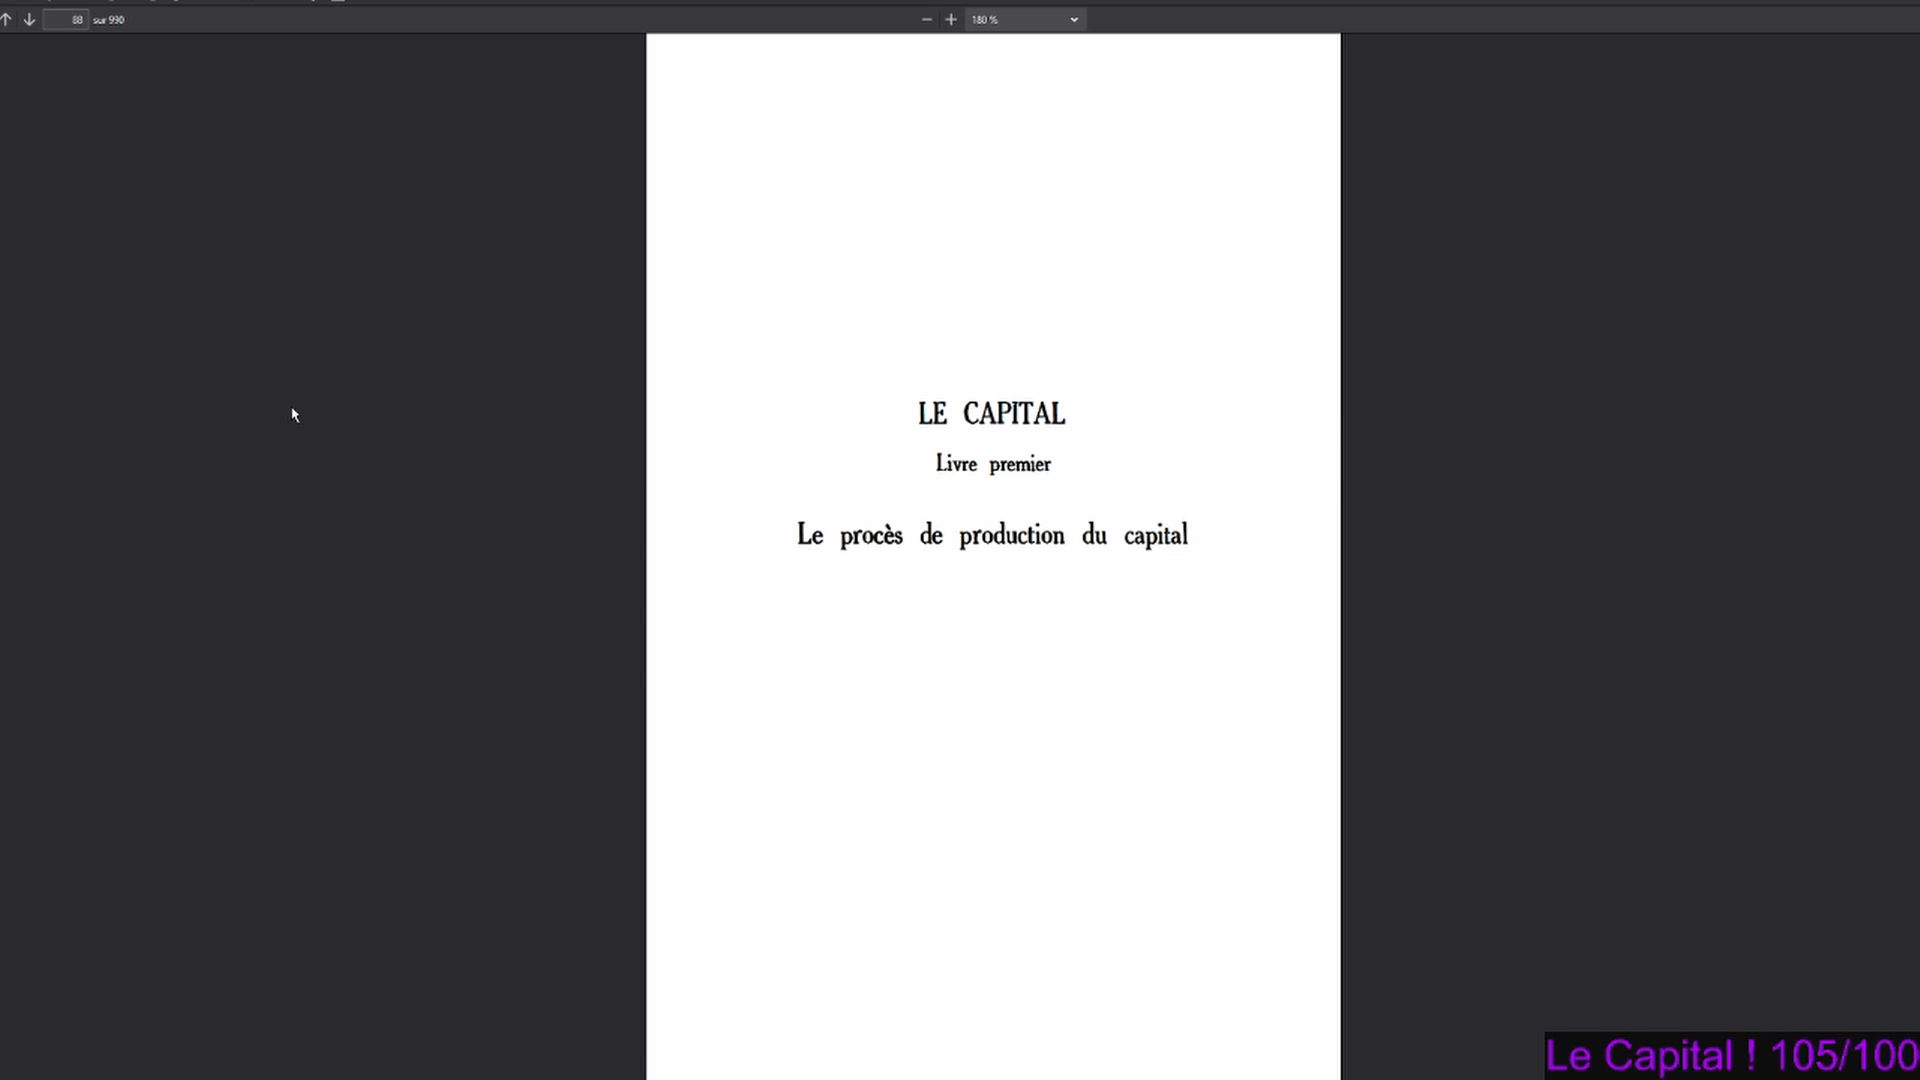 88 sur 990
180 %
LE CAPITAL
Livre premier
Le procès de production du capital
Le Capital ! 105/100